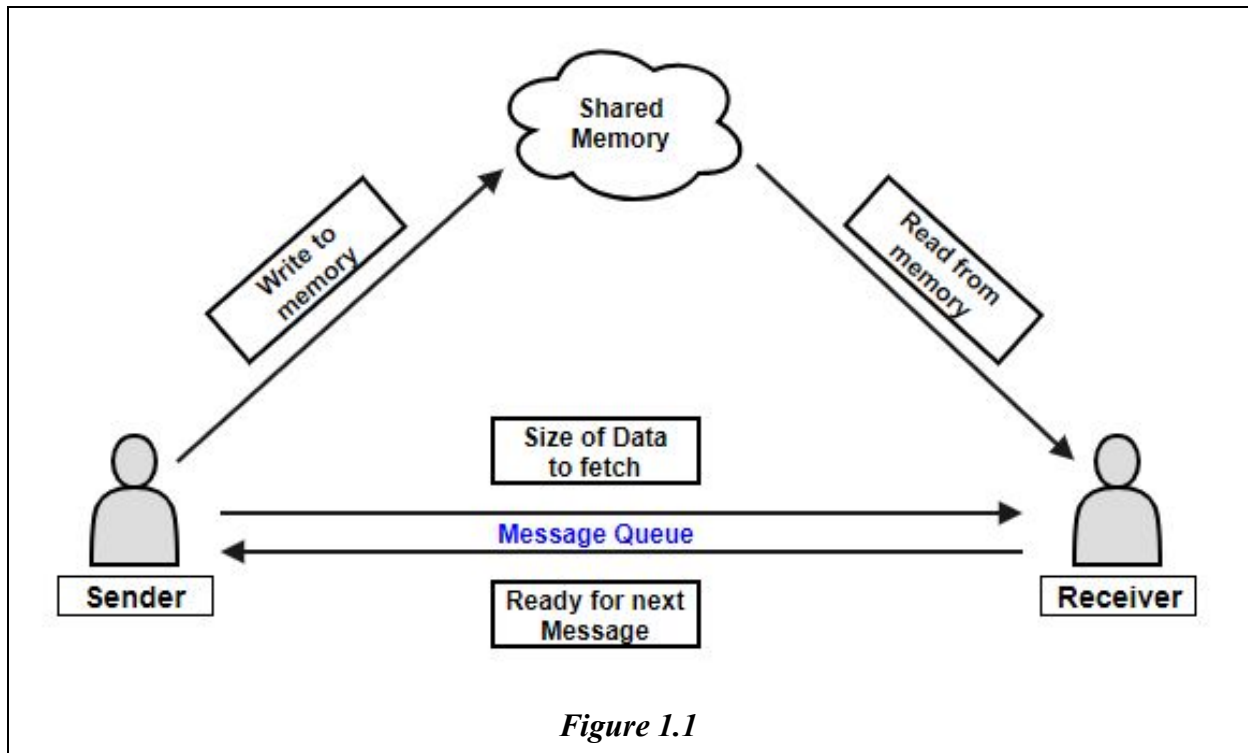 Shared
Memory
Write to
memory
Read from
memory
Size of Data
to fetch
Message Queue
Sender
Ready for next
Message
Receiver
Figure 1.1